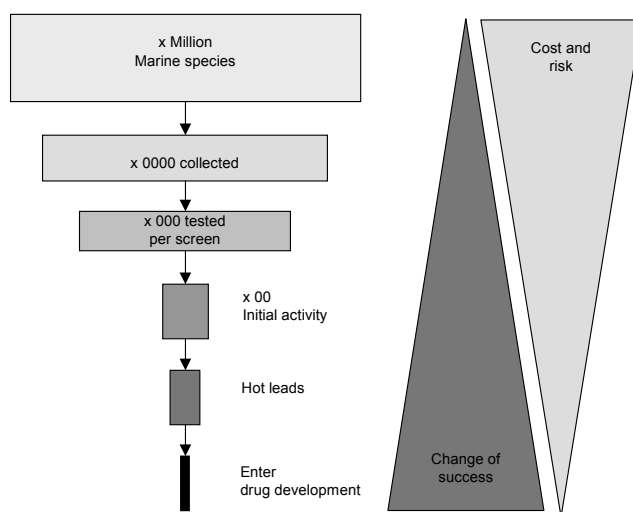 x Million
Marine species
x 0000 collected
x 000 tested
per screen
x 00
Initial activity
Hot leads
Enter
drug development
Cost and
risk
Change of
success